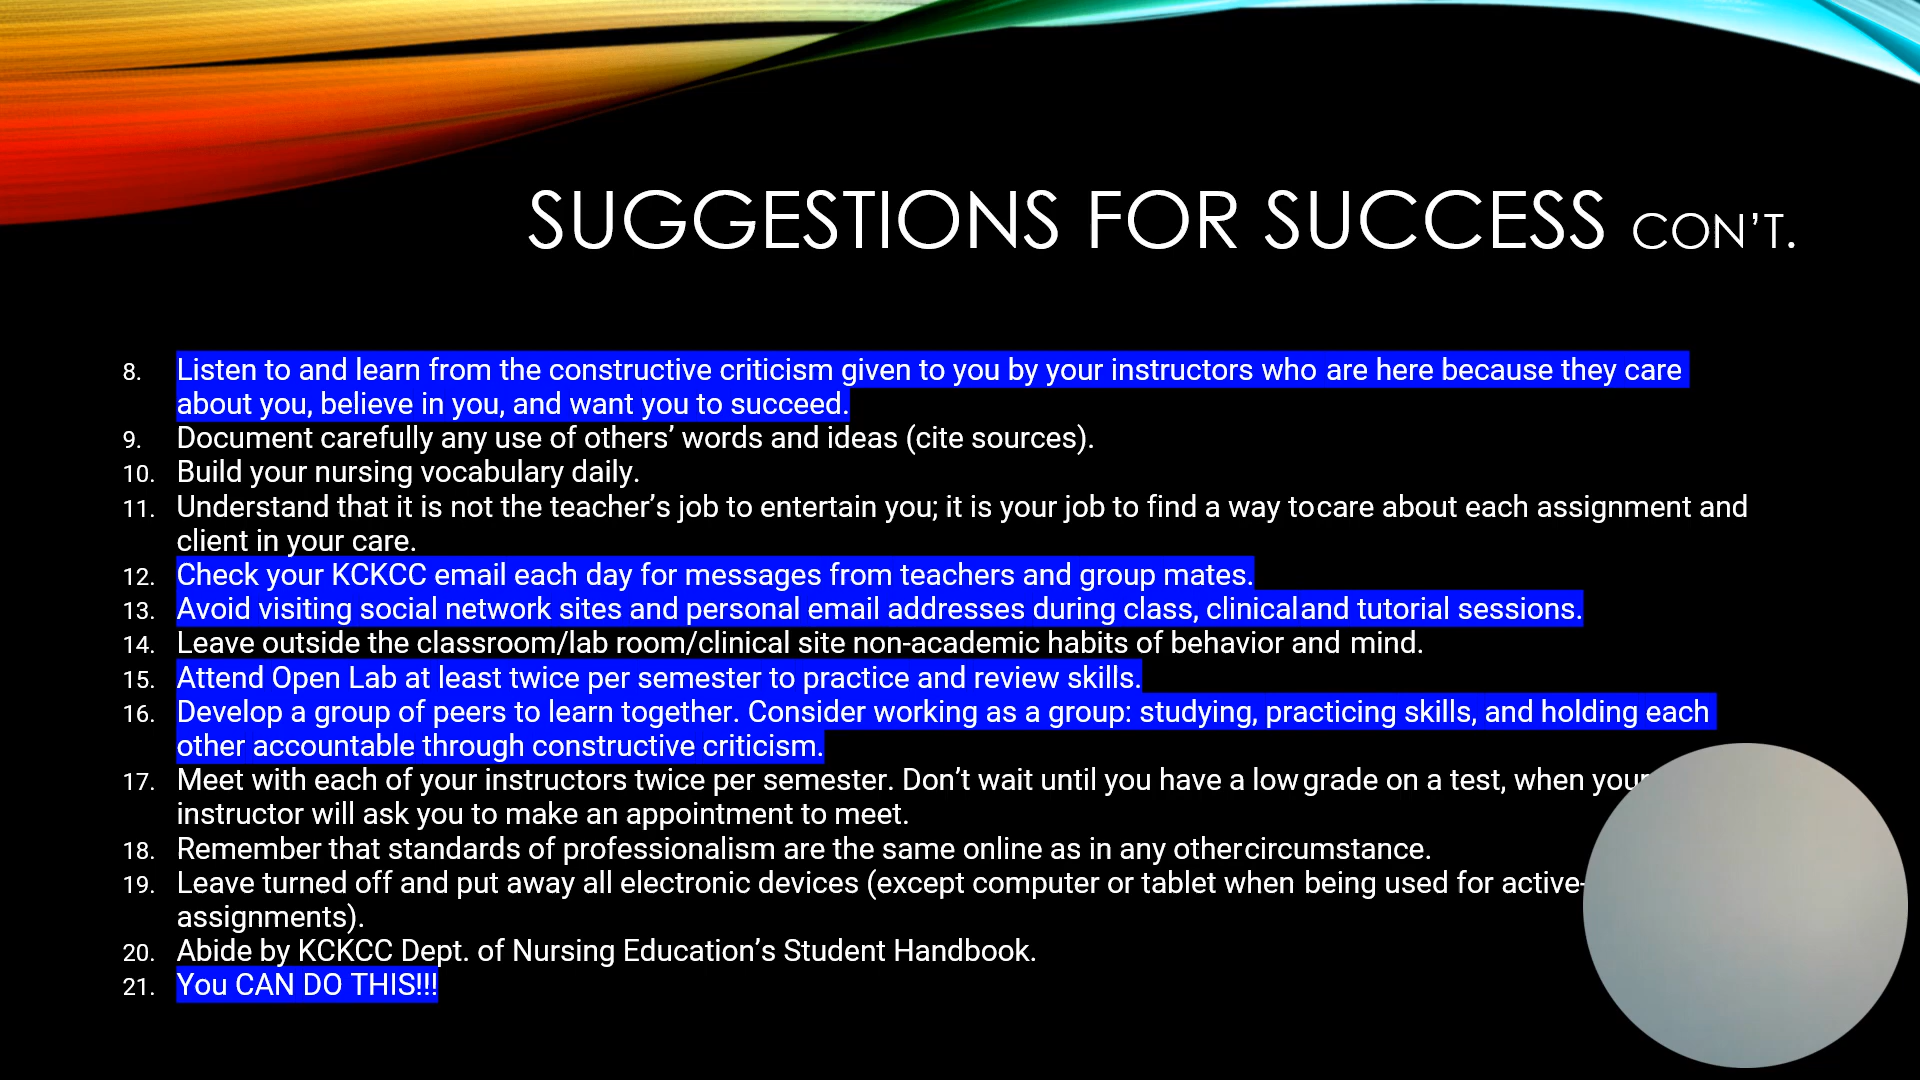 SUGGESTIONS FOR SUCCESS CON’T.
8. Listen to and learn from the constructive criticism given to you by your instructors who are here because they care
about you, believe in you, and want you to succeed.
9. Document carefully any use of others’ words and ideas (cite sources).
10. Build your nursing vocabulary daily.
11. Understand that it is not the teacher’s job to entertain you; it is your job to find a way to care about each assignment and
client in your care.
12. Check your KCKCC email each day for messages from teachers and group mates.
13. Avoid visiting social network sites and personal email addresses during class, clinical and tutorial sessions.
14. Leave outside the classroom/lab room/clinical site non-academic habits of behavior and mind.
15. Attend Open Lab at least twice per semester to practice and review skills.
16. Develop a group of peers to learn together. Consider working as a group: studying, practicing skills, and holding each
other accountable through constructive criticism.
17. Meet with each of your instructors twice per semester. Don’t wait until you have a low grade on a test, when your
instructor will ask you to make an appointment to meet.
18. Remember that standards of professionalism are the same online as in any other circumstance.
19. Leave turned off and put away all electronic devices (except computer or tablet when being used for active-
assignments).
20. Abide by KCKCC Dept. of Nursing Education’s Student Handbook.
21. You CAN DO THIS!!!